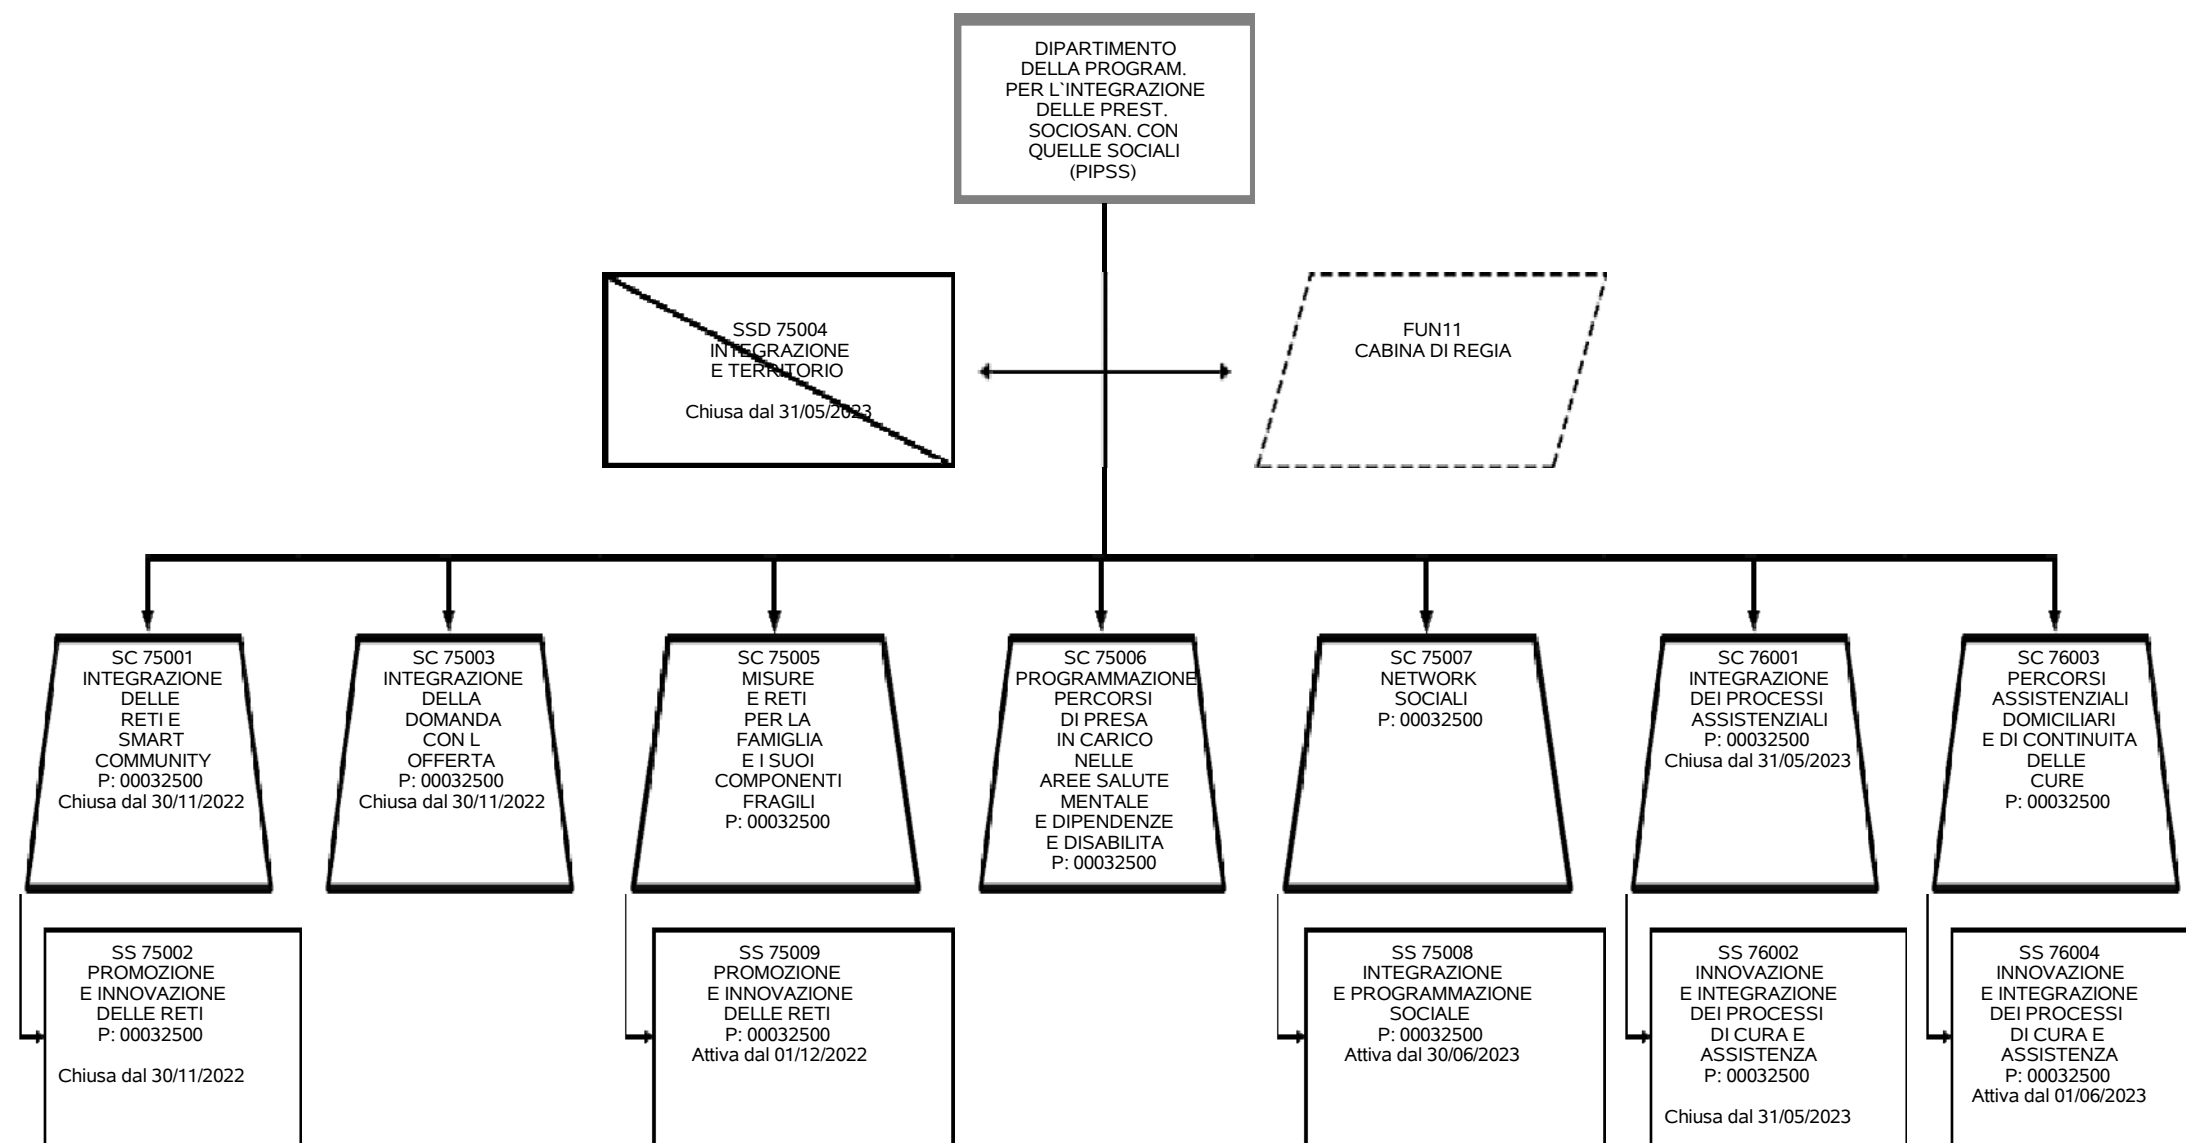 DIPARTIMENTO
DELLA PROGRAM.
PER L`INTEGRAZIONE
DELLE PREST.
SOCIOSAN. CON
QUELLE SOCIALI
(PIPSS)
SSD 75004
INTEGRAZIONE
E TERRITORIO
Chiusa dal 31/05/2023
FUN11
CABINA DI REGIA
SC 75001
INTEGRAZIONE
DELLE
RETI E
SMART
COMMUNITY
P: 00032500
Chiusa dal 30/11/2022
SC 75003
INTEGRAZIONE
DELLA
DOMANDA
CON L
OFFERTA
P: 00032500
Chiusa dal 30/11/2022
SC 75005
MISURE
E RETI
PER LA
FAMIGLIA
E I SUOI
COMPONENTI
FRAGILI
P: 00032500
SC 75006
PROGRAMMAZIONE
PERCORSI
DI PRESA
IN CARICO
NELLE
AREE SALUTE
MENTALE
E DIPENDENZE
E DISABILITA
P: 00032500
SC 75007
NETWORK
SOCIALI
P: 00032500
SC 76001
INTEGRAZIONE
DEI PROCESSI
ASSISTENZIALI
P: 00032500
Chiusa dal 31/05/2023
SC 76003
PERCORSI
ASSISTENZIALI
DOMICILIARI
E DI CONTINUITA
DELLE
CURE
P: 00032500
SS 75002
PROMOZIONE
E INNOVAZIONE
DELLE RETI
P: 00032500
Chiusa dal 30/11/2022
SS 75009
PROMOZIONE
E INNOVAZIONE
DELLE RETI
P: 00032500
Attiva dal 01/12/2022
SS 75008
INTEGRAZIONE
E PROGRAMMAZIONE
SOCIALE
P: 00032500
Attiva dal 30/06/2023
SS 76002
INNOVAZIONE
E INTEGRAZIONE
DEI PROCESSI
DI CURA E
ASSISTENZA
P: 00032500
Chiusa dal 31/05/2023
SS 76004
INNOVAZIONE
E INTEGRAZIONE
DEI PROCESSI
DI CURA E
ASSISTENZA
P: 00032500
Attiva dal 01/06/2023